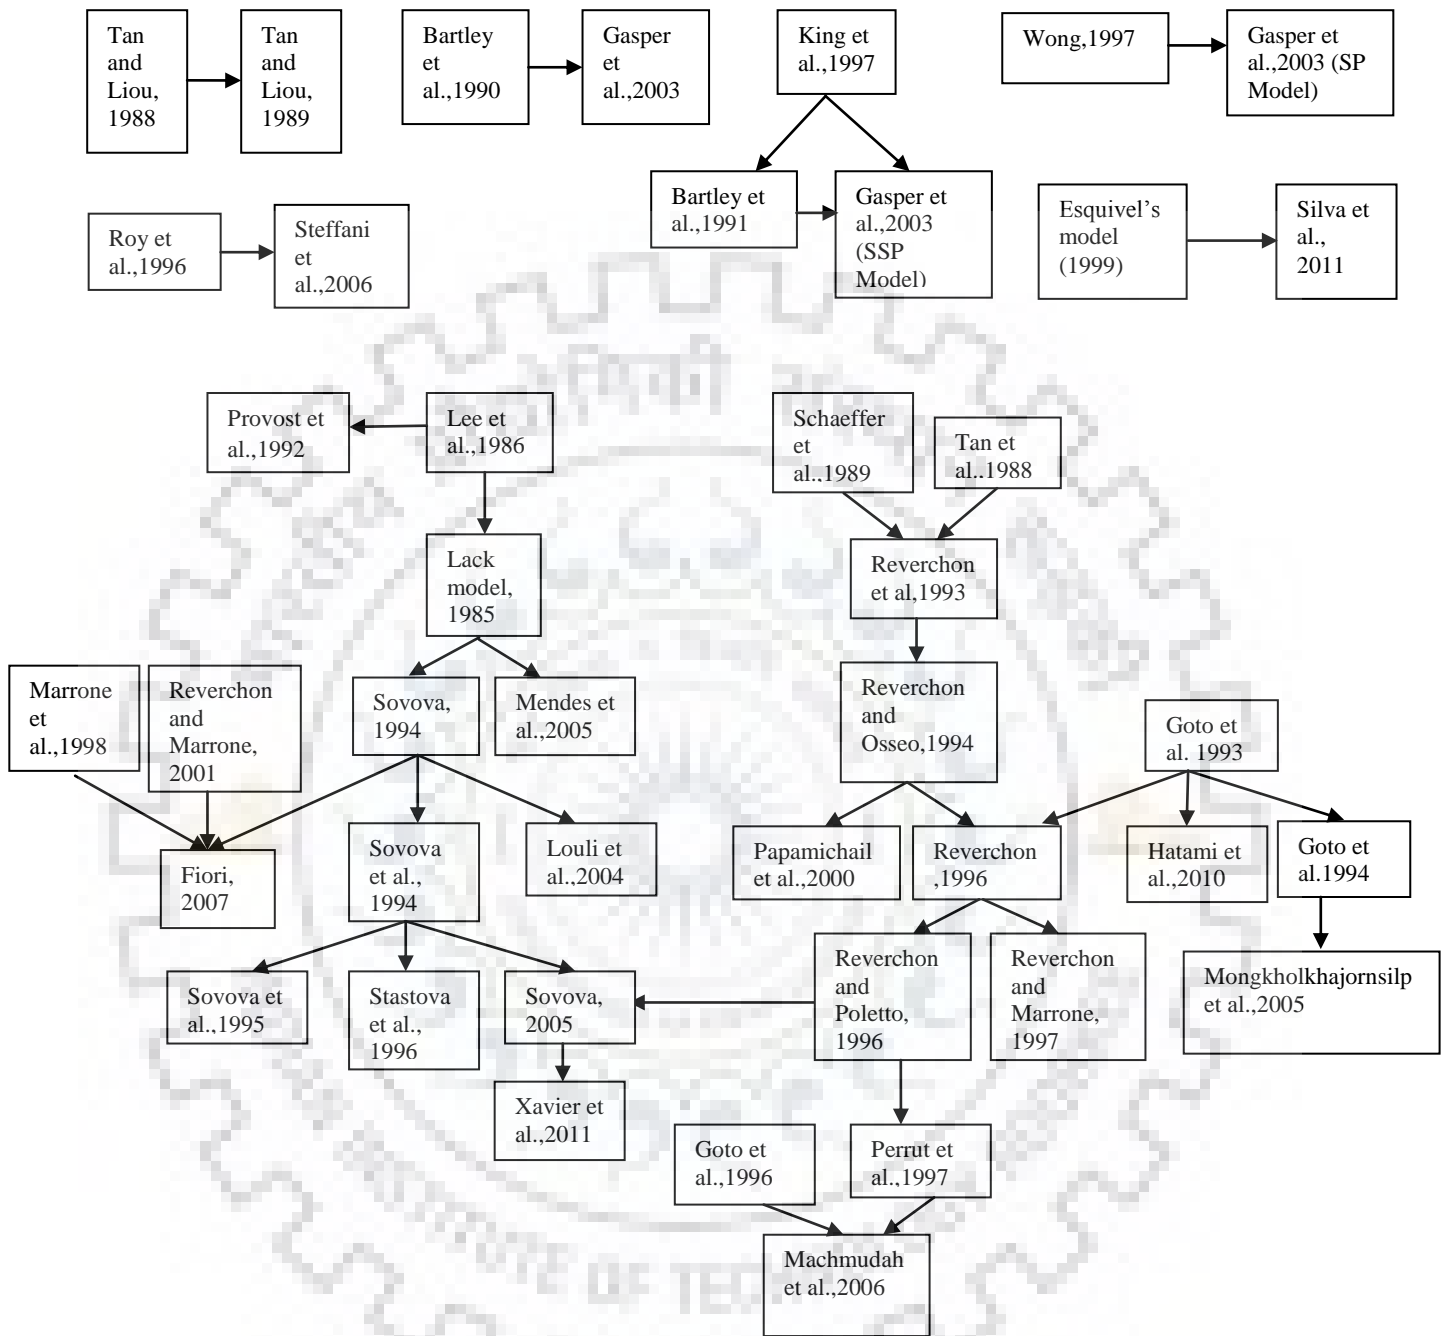 Tan
and
Liou,
1988
Tan
and
Liou,
1989
Bartley
et
al.,1990
Gasper
et
al.,2003
King et
al.,1997
Wong,1997
Gasper et
al.,2003 (SP
Model)
Roy et
al.,1996
Steffani
et
al.,2006
Bartley et
al.,1991
Gasper et
al.,2003
(SSP
Model)
Esquivel’s
model
(1999)
Silva et
al.,
2011
Provost et
al.,1992
Lee et
al.,1986
Schaeffer
et
al.,1989
Tan et
al..1988
Lack
model,
1985
Reverchon
et al,1993
Marrone
et
al.,1998
Reverchon
and
Marrone,
2001
Sovova,
1994
Mendes et
al.,2005
Reverchon
and
Osseo,1994
Goto et
al. 1993
Fiori,
2007
Sovova
et al.,
1994
Louli et
al.,2004
Papamichail
et al.,2000
Reverchon
,1996
Hatami et
al.,2010
Goto et
al.1994
Sovova et
al.,1995
Stastova
et al.,
1996
Sovova,
2005
Reverchon
and
Poletto,
1996
Reverchon
and
Marrone,
1997
Mongkholkhajornsilp
et al.,2005
Xavier et
al.,2011
Goto et
al.,1996
Perrut et
al.,1997
Machmudah
et al.,2006
OF TECH